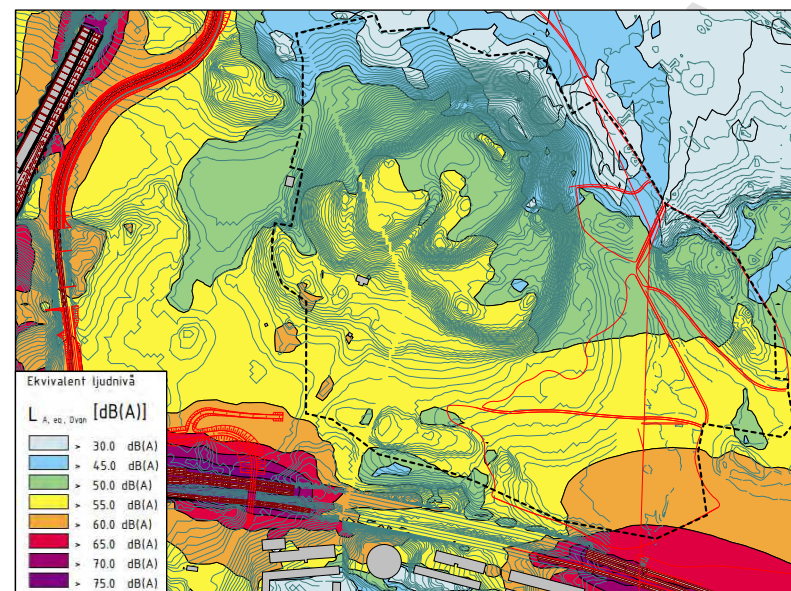 Ekvivalent ljudnivå
L A, eq, Dygn [dB(A)]
> 30.0 dB(A)
> 45.0 dB(A)
> 50.0 dB(A)
> 55.0 dB(A)
> 60.0 dB(A)
> 65.0 dB(A)
> 70.0 dB(A)
> 75.0 dB(A)